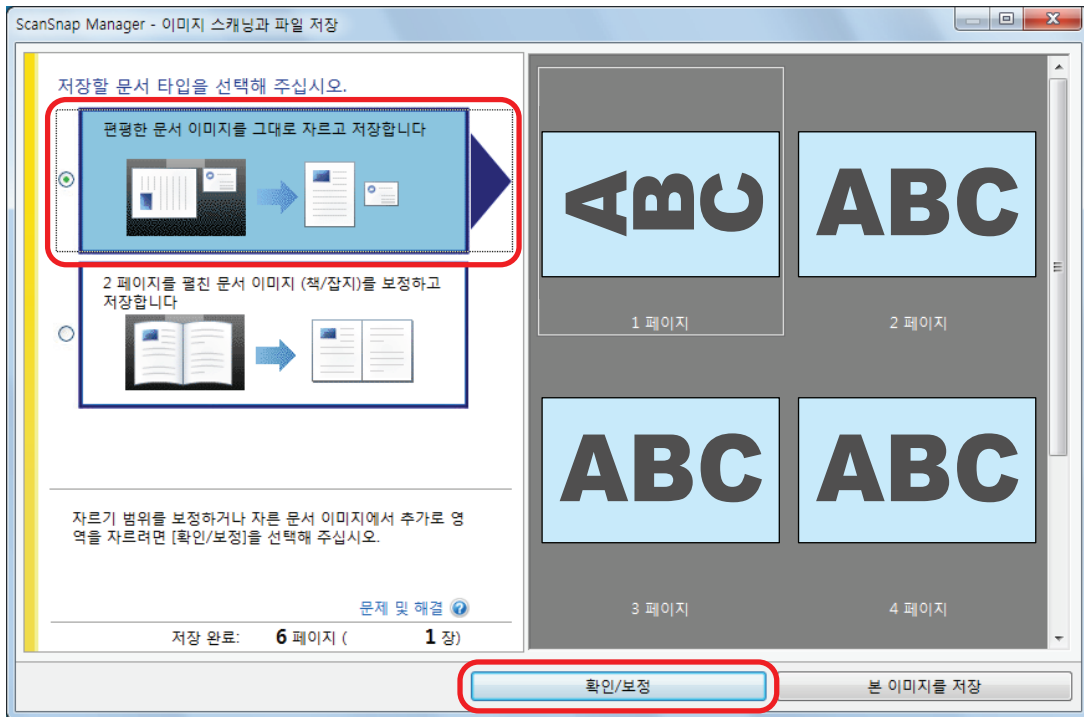 ScanSnap Manager - 이미지 스캐닝과 파일 저장
저장할 문서 타입을 선택해 주십시오.
편평한 문서 이미지를 그대로 자르고 저장합니다
2 페이지를 펼친 문서 이미지 (책/잡지)를 보정하고
저장합니다
자르기 범위를 보정하거나 자른 문서 이미지에서 추가로 영
역을 자르려면 [확인/보정]을 선택해 주십시오.
문제 및 해결 ?
저장 완료: 6 페이지 ( 1 장)
ABC
1 페이지
ABC
2 페이지
ABC
3 페이지
ABC
4 페이지
확인/보정
본 이미지를 저장